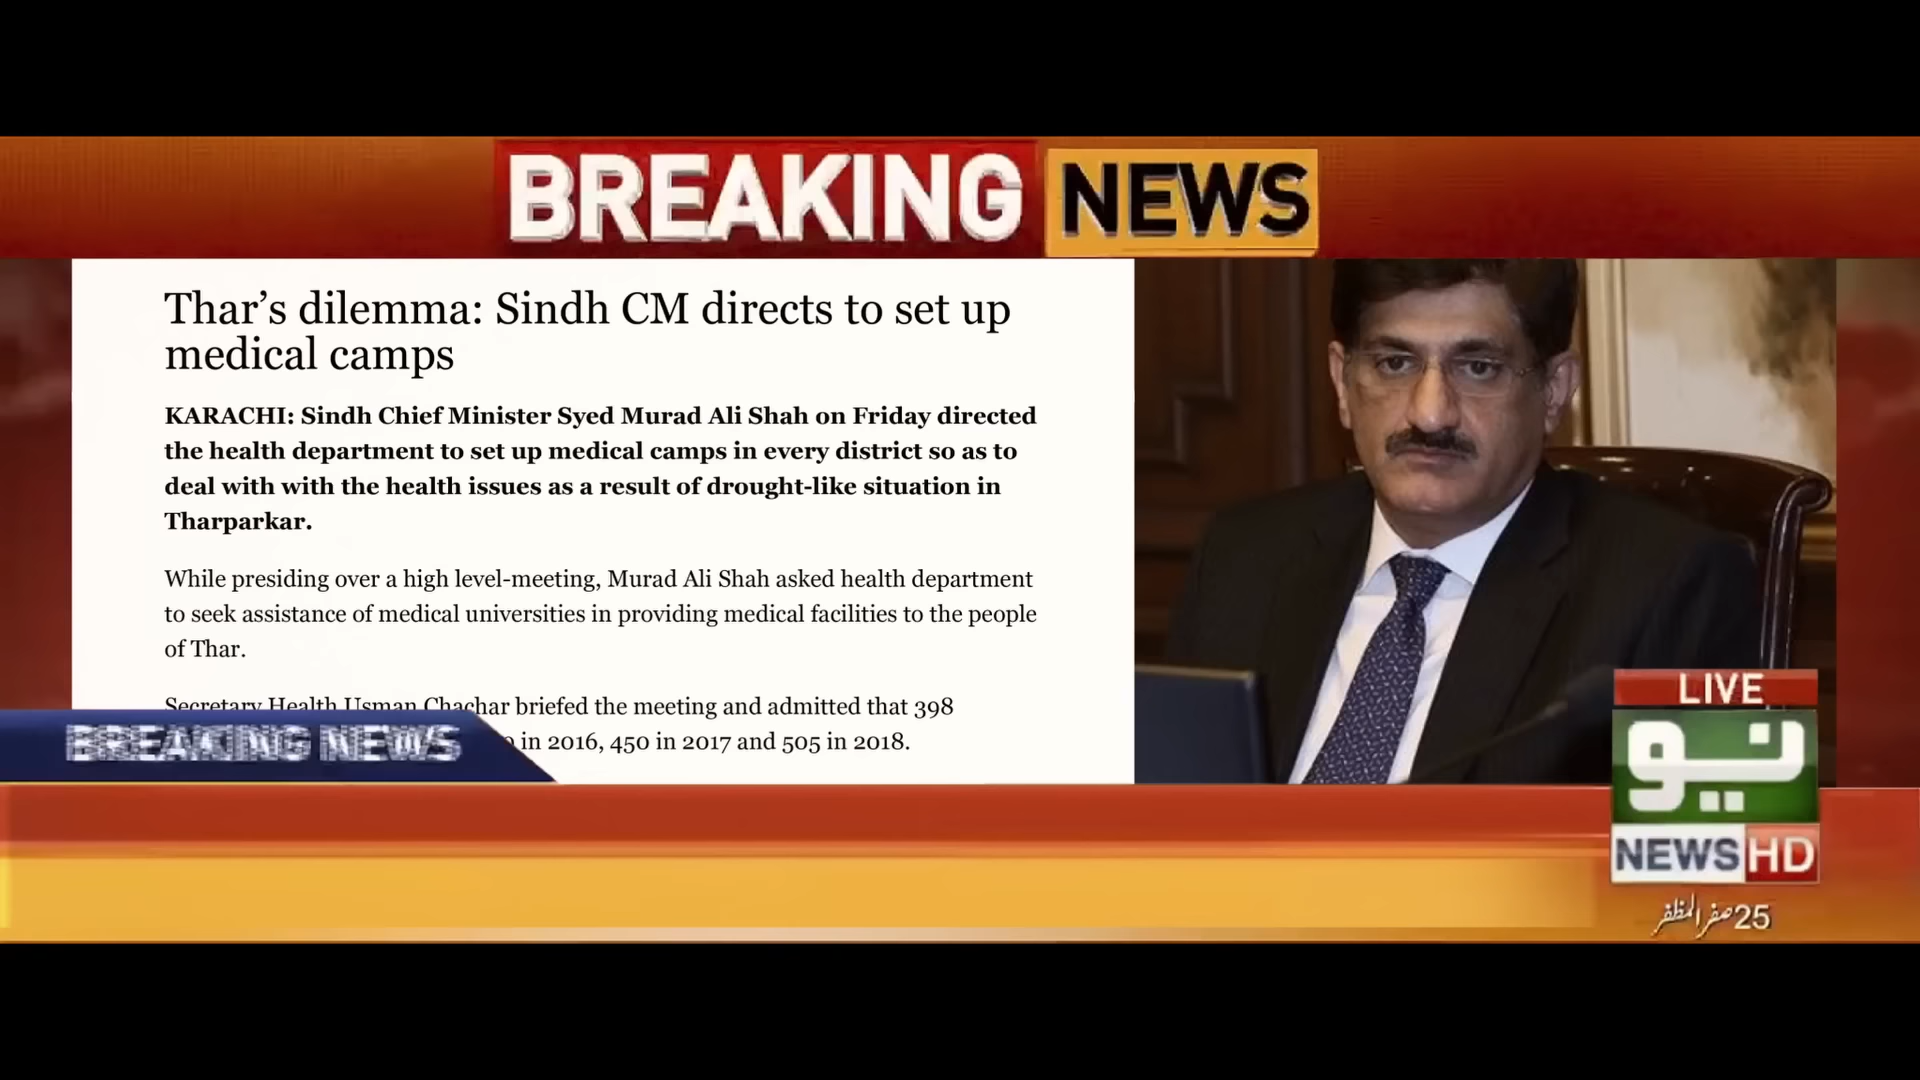 BREAKING NEWS
Thar’s dilemma: Sindh CM directs to set up
medical camps
KARACHI: Sindh Chief Minister Syed Murad Ali Shah on Friday directed
the health department to set up medical camps in every district so as to
deal with with the health issues as a result of drought-like situation in
Tharparkar.
While presiding over a high level-meeting, Murad Ali Shah asked health department
to seek assistance of medical universities in providing medical facilities to the people
of Thar.
Secretary Health Usman Chachar briefed the meeting and admitted that 398
in 2016, 450 in 2017 and 505 in 2018.
BREAKING NEWS
LIVE
نیو
NEWS HD
25 صفر المظفر